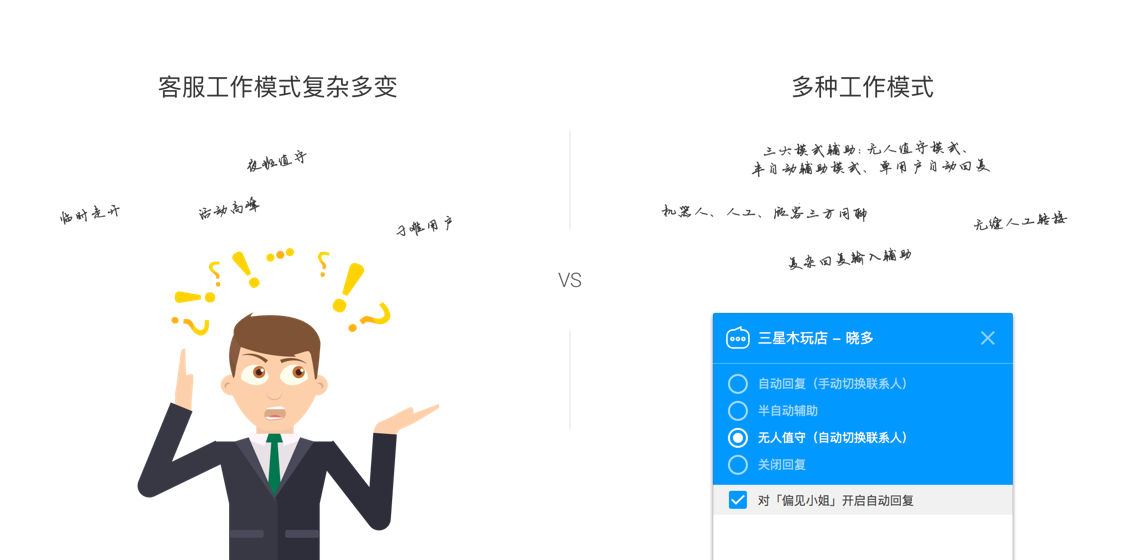 客服工作模式复杂多变
夜班值守
临时走开
活动高峰
刁难用户
VS
多种工作模式
三大模式辅助:无人值守模式、
半自动辅助模式、单用户自动回复
机器人、人工、顾客三方同聊
无缝人工转接
复杂回复输入辅助
三星木玩店 – 晓多
自动回复(手动切换联系人)
半自动辅助
无人值守(自动切换联系人)
关闭回复
对「偏见小姐」开启自动回复